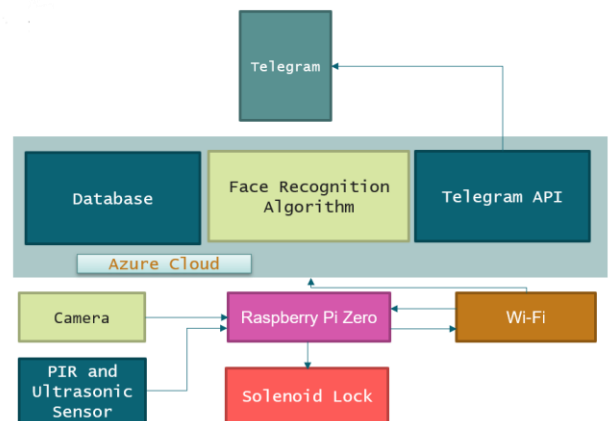 Telegram
Database
Face Recognition
Algorithm
Telegram API
Azure Cloud
Camera
Raspberry Pi Zero
Wi-Fi
PIR and
Ultrasonic
Sensor
Solenoid Lock